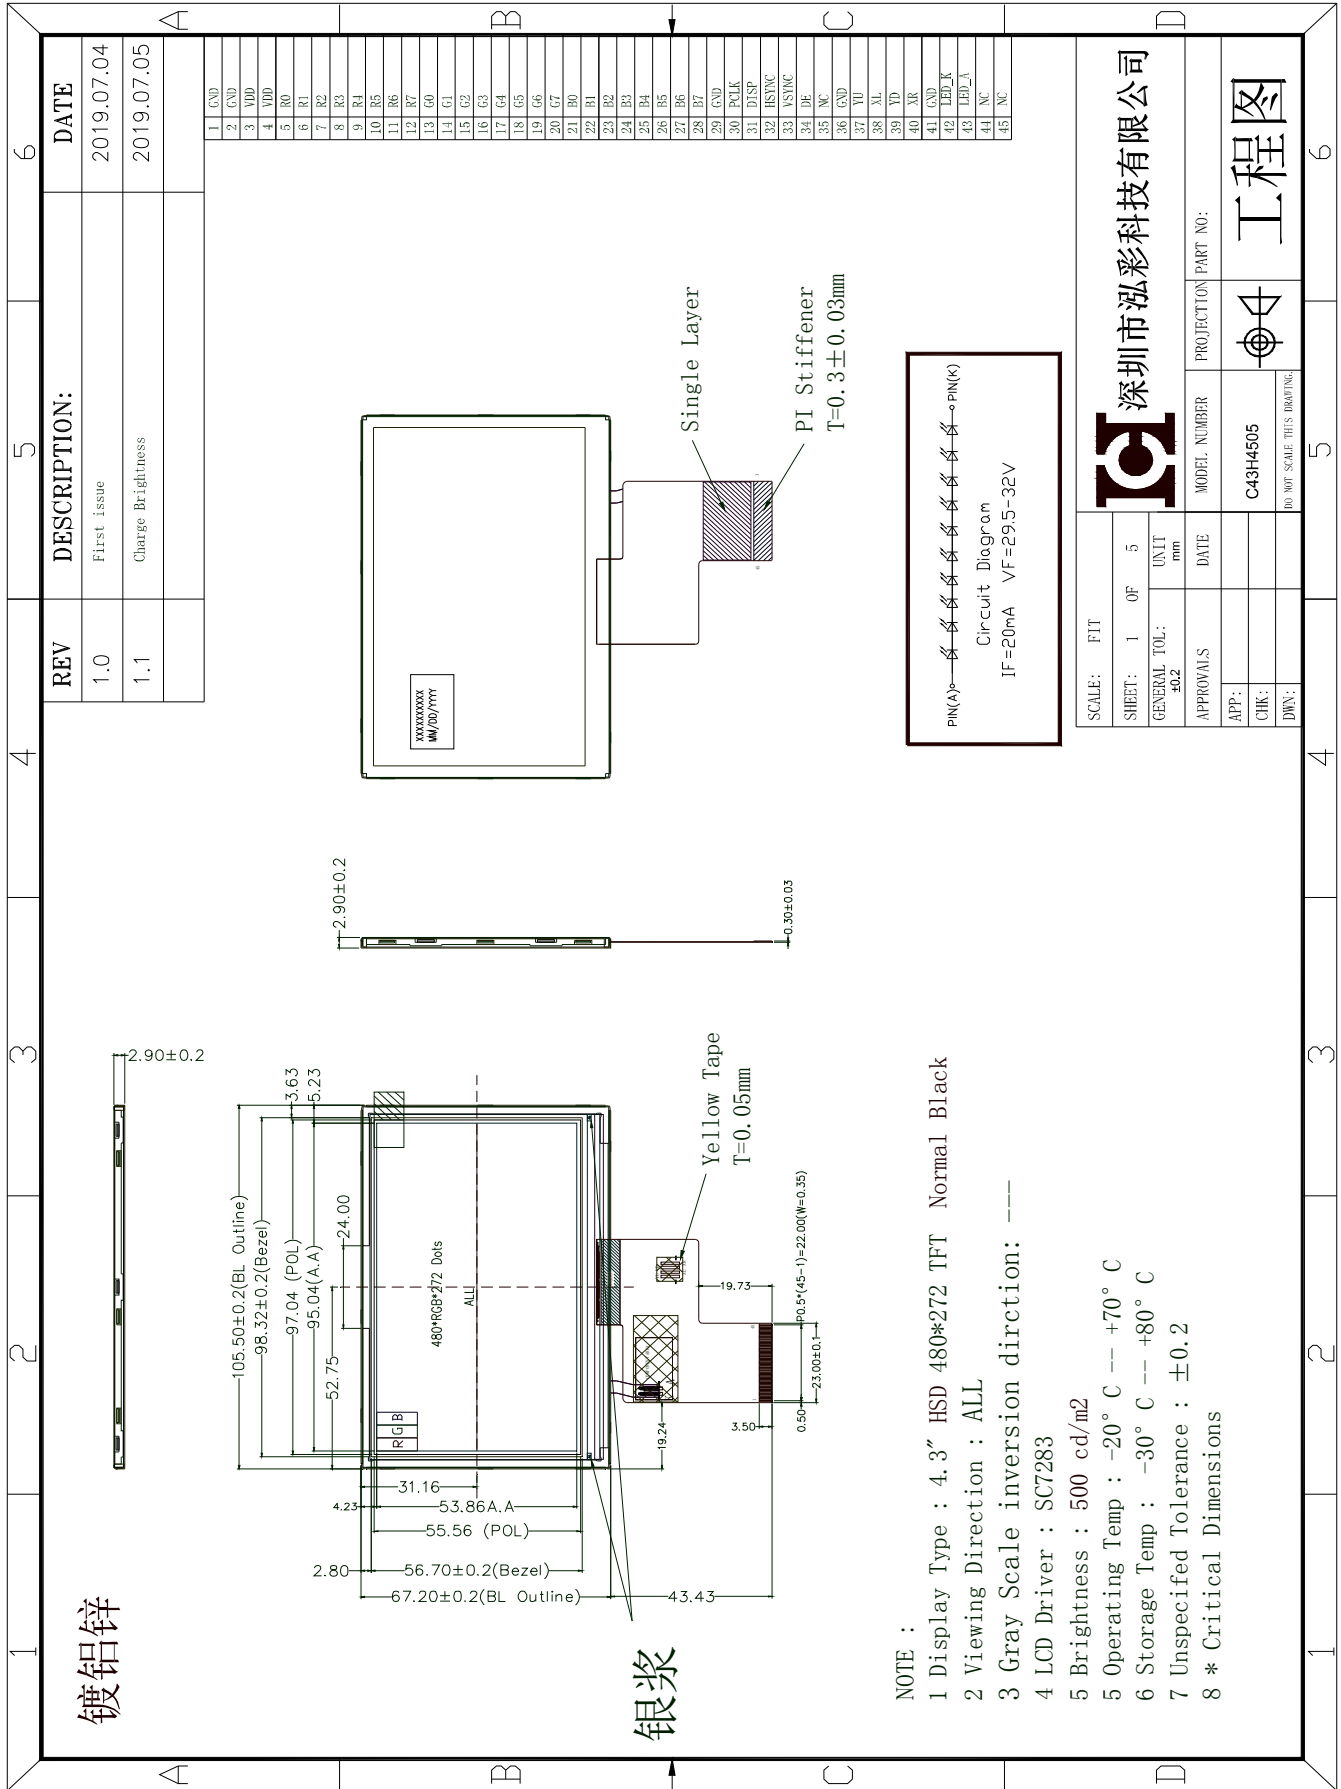 1
2
3
4
5
6
A
B
C
D
REV
DESCRIPTION:
DATE
1.0
First issue
2019.07.04
1.1
Charge Brightness
2019.07.05
1 GND
2 GND
3 VDD
4 VDD
5 R0
6 R1
7 R2
8 R3
9 R4
10 R5
11 R6
12 R7
13 G0
14 G1
15 G2
16 G3
17 G4
18 G5
19 G6
20 G7
21 B0
22 B1
23 B2
24 B3
25 B4
26 B5
27 B6
28 B7
29 GND
30 PCLK
31 DISP
32 HSYNC
33 VSYNC
34 DE
35 NC
36 GND
37 YU
38 XL
39 YD
40 XR
41 GND
42 LED_K
43 LED_A
44 NC
45 NC
镀铝锌
2.90±0.2
105.50±0.2(BL Outline)
98.32±0.2(Bezel)
97.04 (POL)
95.04(A.A)
3.63
5.23
52.75
24.00
R G B
480*RGB*272 Dots
ALL
31.16
4.23
53.86A.A
55.56 (POL)
2.80
56.70±0.2(Bezel)
67.20±0.2(BL Outline)
43.43
19.24
19.73
3.50
0.50
P0.5*(45-1)=22.00(W=0.35)
23.00±0.1
Yellow Tape
T=0.05mm
银浆
2.90±0.2
0.30±0.03
XXXXXXXXXX
MM/DD/YYYY
Single Layer
PI Stiffener
T=0.3±0.03mm
PIN(A)
PIN(K)
Circuit Diagram
IF=20mA VF=29.5-32V
NOTE :
1 Display Type : 4.3″ HSD 480*272 TFT Normal Black
2 Viewing Direction : ALL
3 Gray Scale inversion dirction: ---
4 LCD Driver : SC7283
5 Brightness : 500 cd/m2
5 Operating Temp : -20° C -- +70° C
6 Storage Temp : -30° C -- +80° C
7 Unspecifed Tolerance : ±0.2
8 * Critical Dimensions
SCALE: FIT
SHEET: 1 OF 5
GENERAL TOL:
±0.2
UNIT
mm
APPROVALS
DATE
APP:
CHK:
DWN:
深圳市泓彩科技有限公司
MODEL NUMBER
PROJECTION
PART NO:
C43H4505
工程图
DO NOT SCALE THIS DRAWING.
1
2
3
4
5
6
A
B
C
D